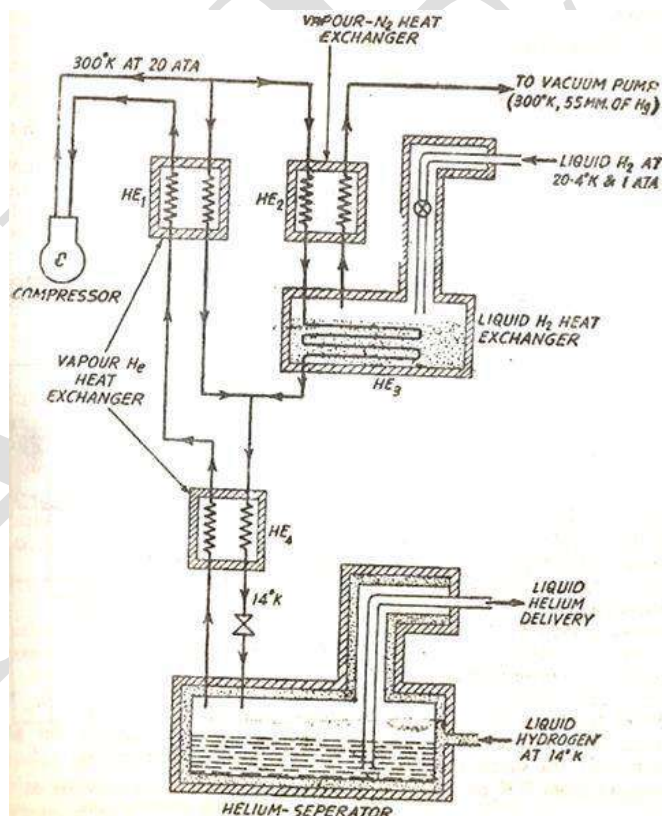 VAPOUR-N₂ HEAT
EXCHANGER
300°K AT 20 ATA
TO VACUUM PUMP
(300°K, 55MM. OF Hg)
LIQUID H₂ AT
20.4°K & 1 ATA
HE₁
HE₂
C
COMPRESSOR
LIQUID H₂ HEAT
EXCHANGER
HE₃
VAPOUR He
HEAT
EXCHANGER
HE₄
14°K
LIQUID
HELIUM
DELIVERY
LIQUID
HYDROGEN
AT 14°K
HELIUM-SEPERATOR